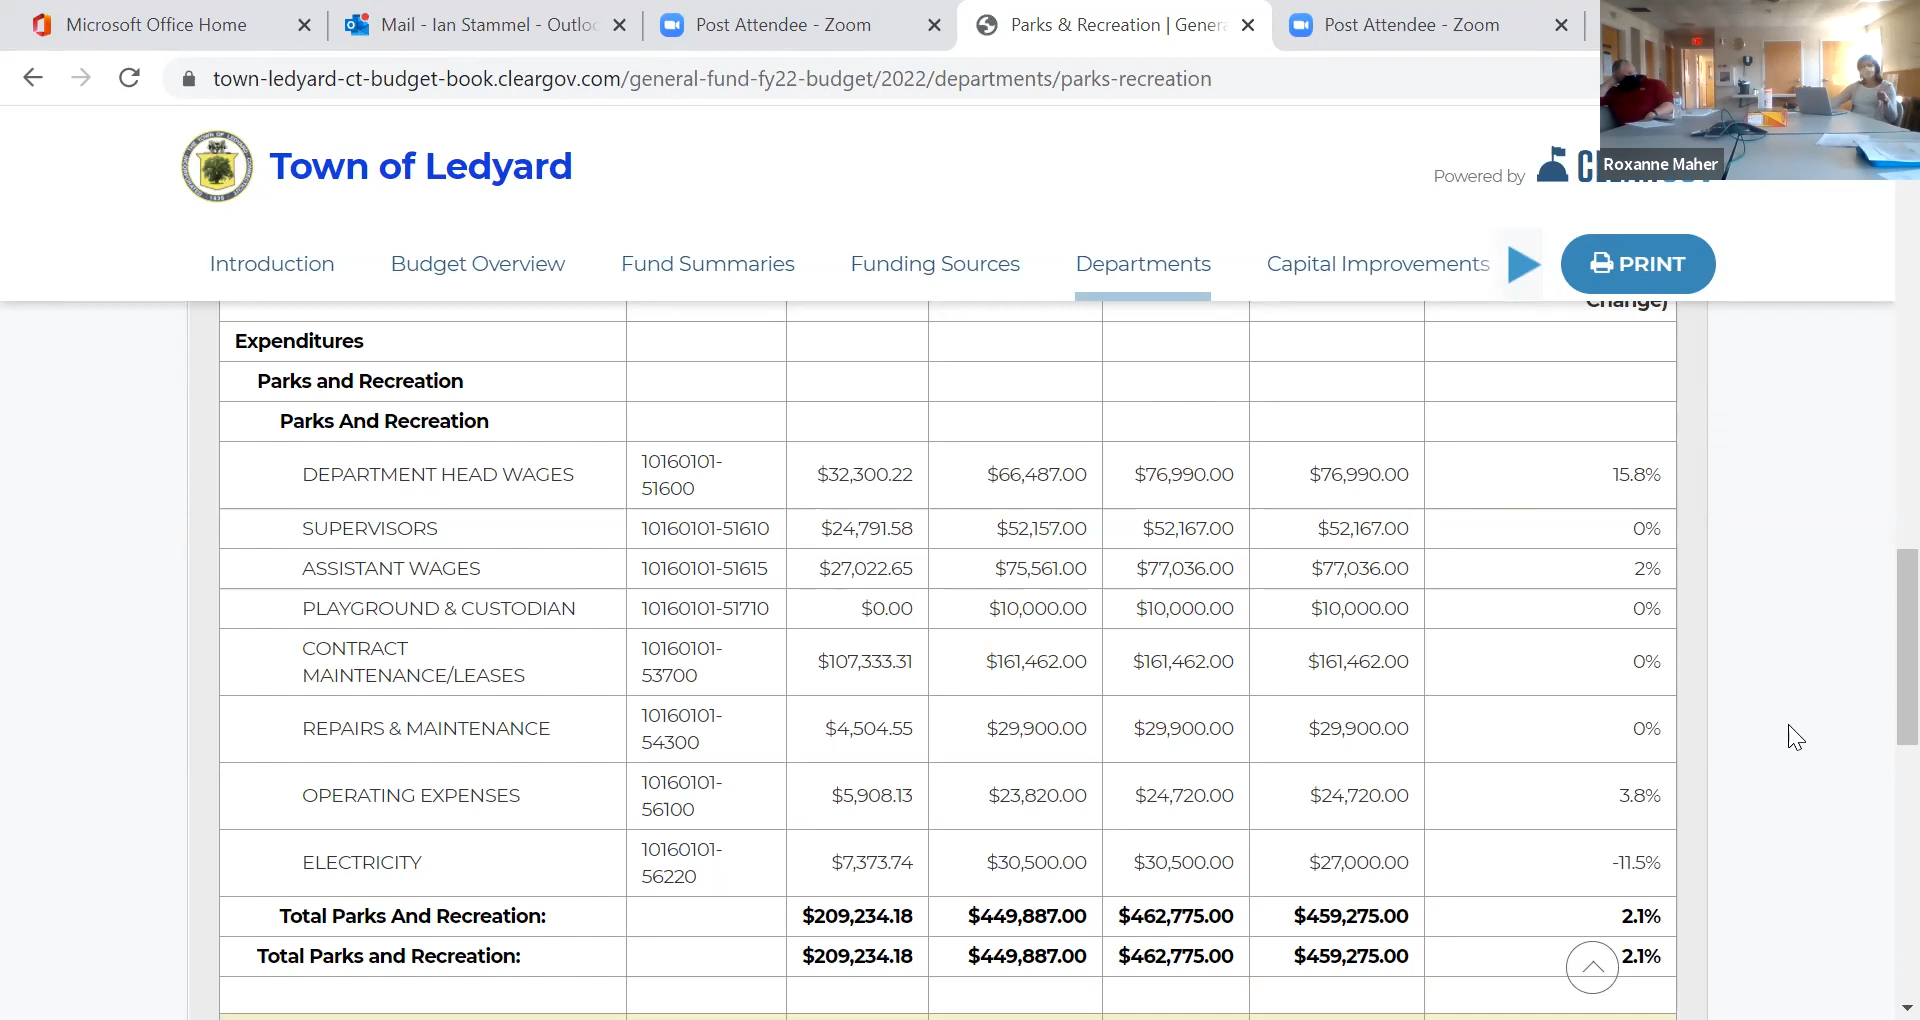 Microsoft Office Home
Mail - Ian Stammel - Outloo
Post Attendee - Zoom
Parks & Recreation | Genera
Post Attendee - Zoom
town-ledyard-ct-budget-book.cleargov.com/general-fund-fy22-budget/2022/departments/parks-recreation
Roxanne Maher
Town of Ledyard
Powered by
Introduction Budget Overview Fund Summaries Funding Sources Departments Capital Improvements PRINT
Change)
Expenditures
Parks and Recreation
Parks And Recreation
DEPARTMENT HEAD WAGES 10160101-51600 $32,300.22 $66,487.00 $76,990.00 $76,990.00 15.8%
SUPERVISORS 10160101-51610 $24,791.58 $52,157.00 $52,167.00 $52,167.00 0%
ASSISTANT WAGES 10160101-51615 $27,022.65 $75,561.00 $77,036.00 $77,036.00 2%
PLAYGROUND & CUSTODIAN 10160101-51710 $0.00 $10,000.00 $10,000.00 $10,000.00 0%
CONTRACT MAINTENANCE/LEASES 10160101-53700 $107,333.31 $161,462.00 $161,462.00 $161,462.00 0%
REPAIRS & MAINTENANCE 10160101-54300 $4,504.55 $29,900.00 $29,900.00 $29,900.00 0%
OPERATING EXPENSES 10160101-56100 $5,908.13 $23,820.00 $24,720.00 $24,720.00 3.8%
ELECTRICITY 10160101-56220 $7,373.74 $30,500.00 $30,500.00 $27,000.00 -11.5%
Total Parks And Recreation: $209,234.18 $449,887.00 $462,775.00 $459,275.00 2.1%
Total Parks and Recreation: $209,234.18 $449,887.00 $462,775.00 $459,275.00 2.1%